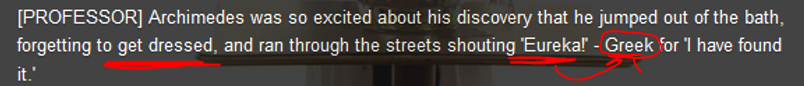 [PROFESSOR] Archimedes was so excited about his discovery that he jumped out of the bath,
forgetting to get dressed, and ran through the streets shouting 'Eureka!' - Greek for 'I have found
it.'